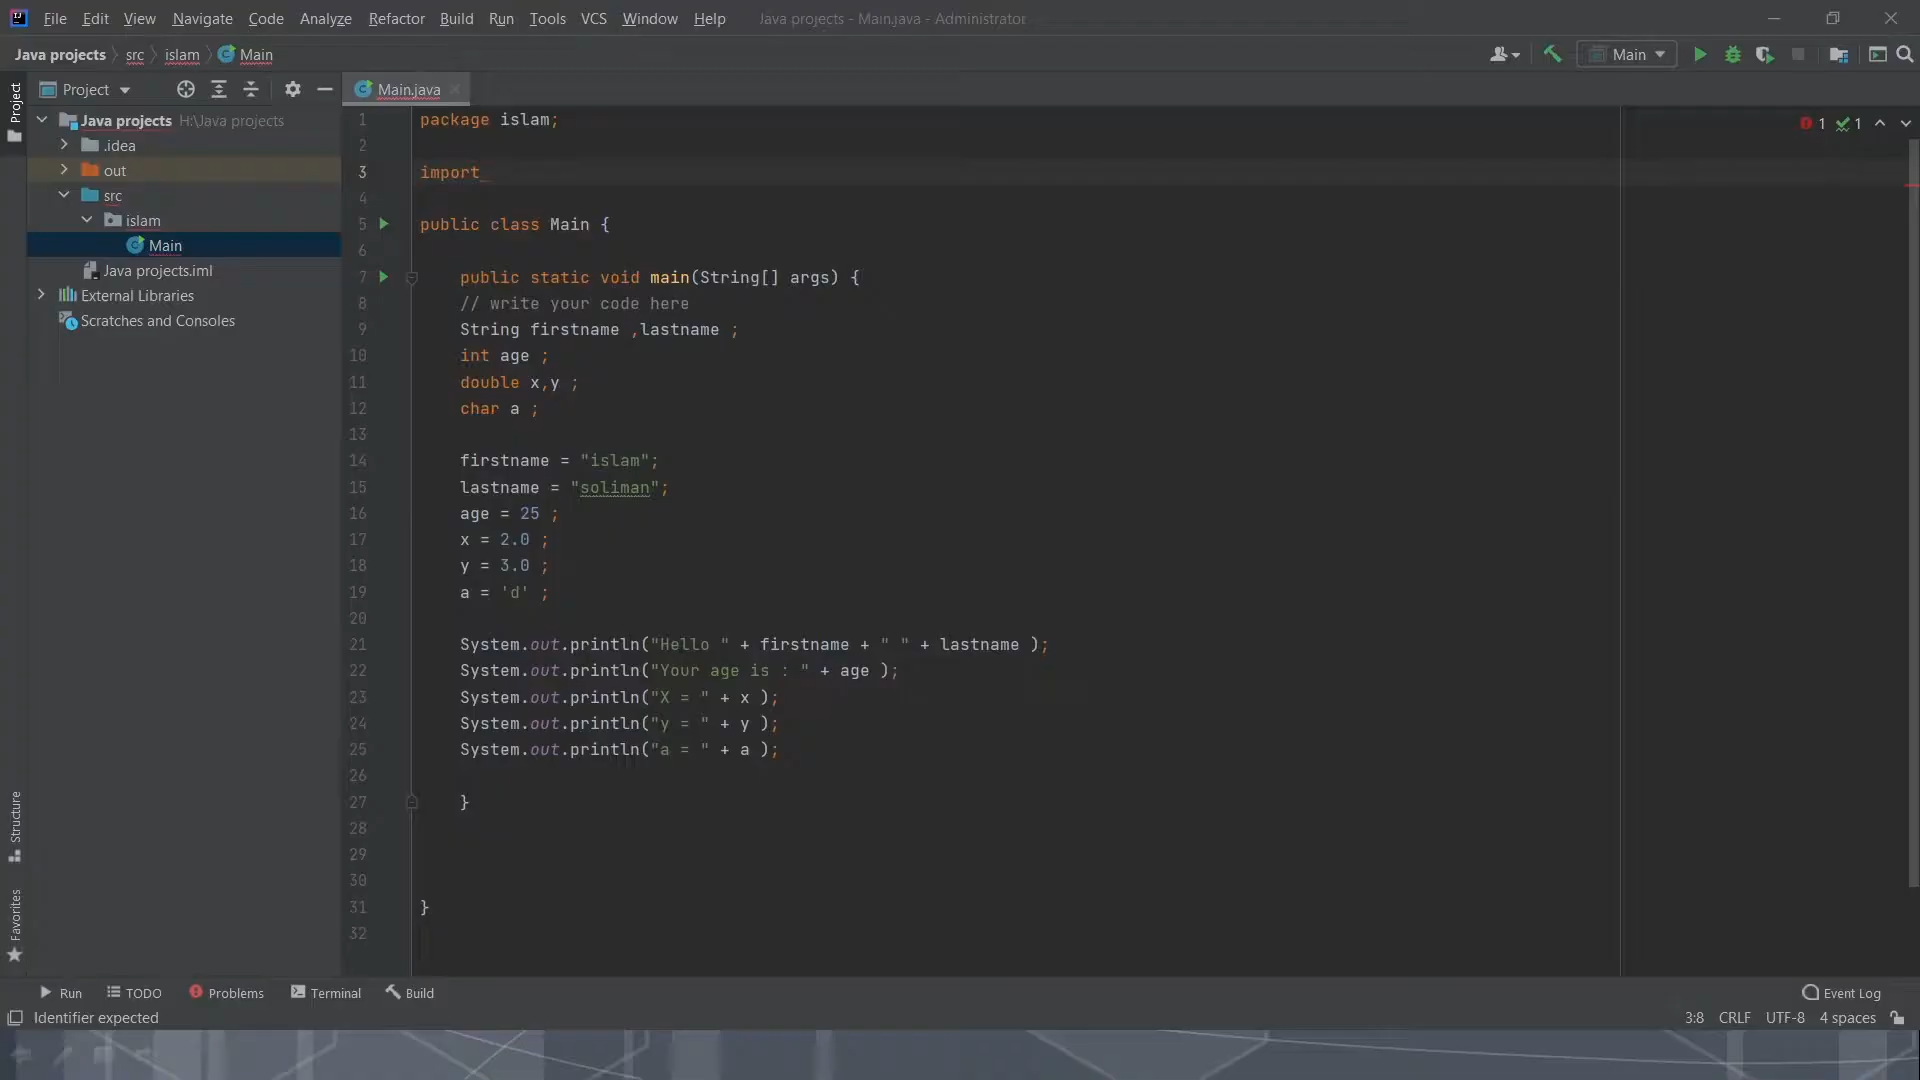 File Edit View Navigate Code Analyze Refactor Build Run Tools VCS Window Help Java projects - Main.java - Administrator
Java projects src islam Main Main
Project Main.java
Project
Java projects H:\Java projects
.idea
out
src
islam
Main
Java projects.iml
External Libraries
Scratches and Consoles
Structure
Favorites
1 package islam; 1 1
2
3 import
4
5 public class Main {
6
7 public static void main(String[] args) {
8 // write your code here
9 String firstname ,lastname ;
10 int age ;
11 double x,y ;
12 char a ;
13
14 firstname = "islam";
15 lastname = "soliman";
16 age = 25 ;
17 x = 2.0 ;
18 y = 3.0 ;
19 a = 'd' ;
20
21 System.out.println("Hello " + firstname + " " + lastname );
22 System.out.println("Your age is : " + age );
23 System.out.println("X = " + x );
24 System.out.println("y = " + y );
25 System.out.println("a = " + a );
26
27 }
28
29
30
31 }
32
Run TODO Problems Terminal Build Event Log
Identifier expected 3:8 CRLF UTF-8 4 spaces